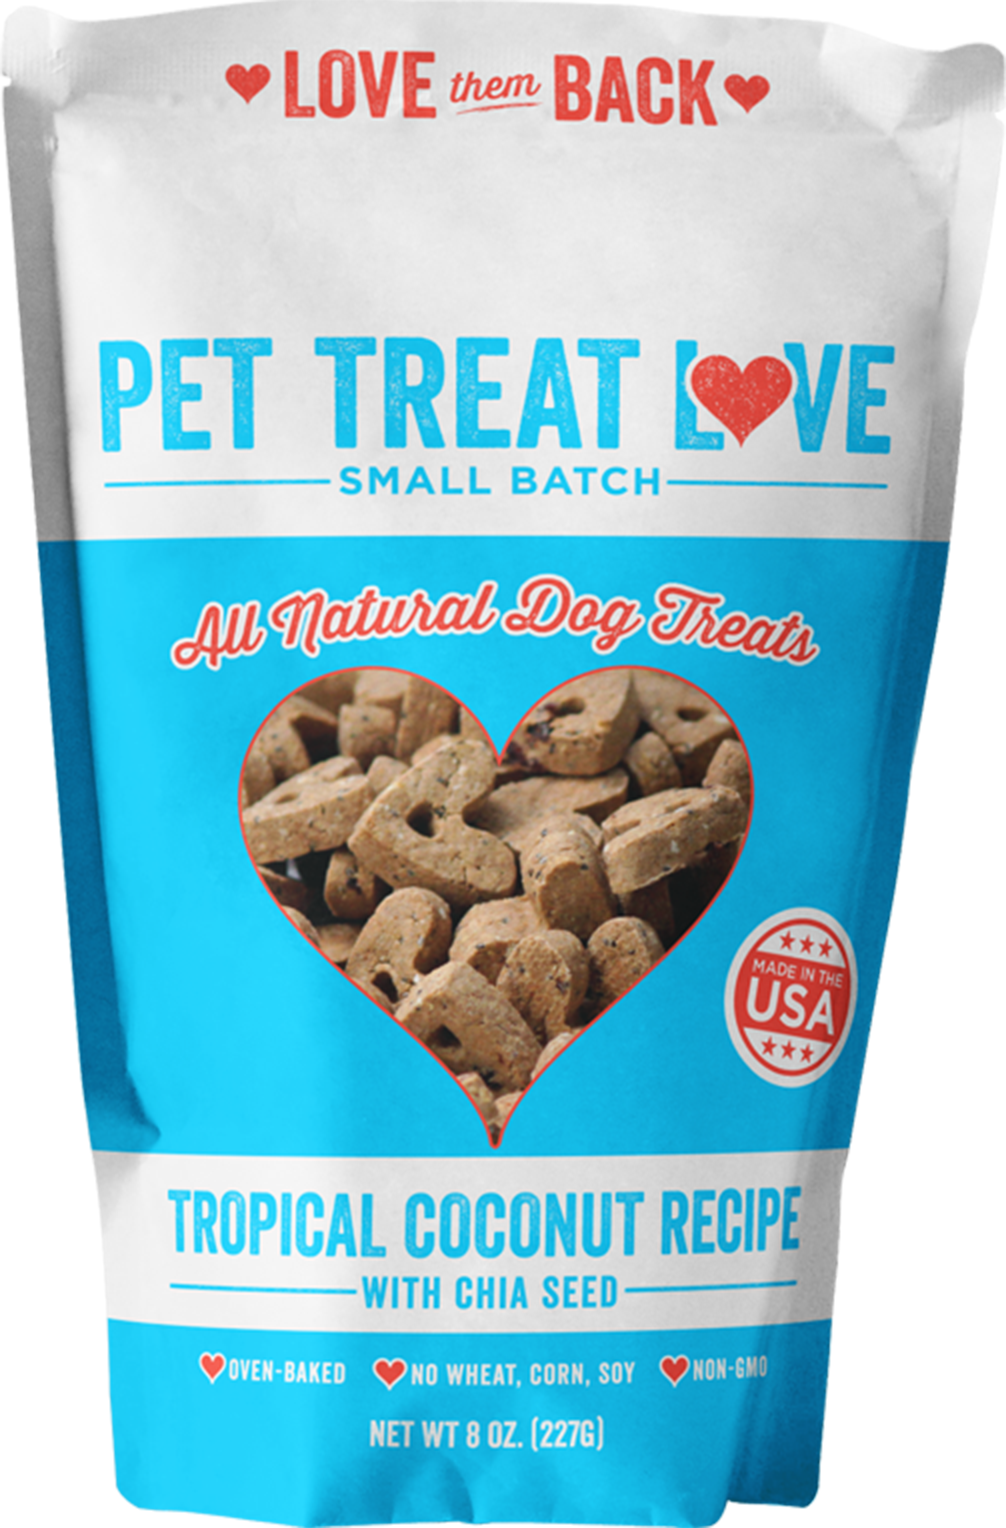 LOVE them BACK
PET TREAT LOVE
SMALL BATCH
All Natural Dog Treats
MADE IN THE
USA
TROPICAL COCONUT RECIPE
WITH CHIA SEED
OVEN-BAKED NO WHEAT, CORN, SOY NON-GMO
NET WT 8 OZ. (227G)